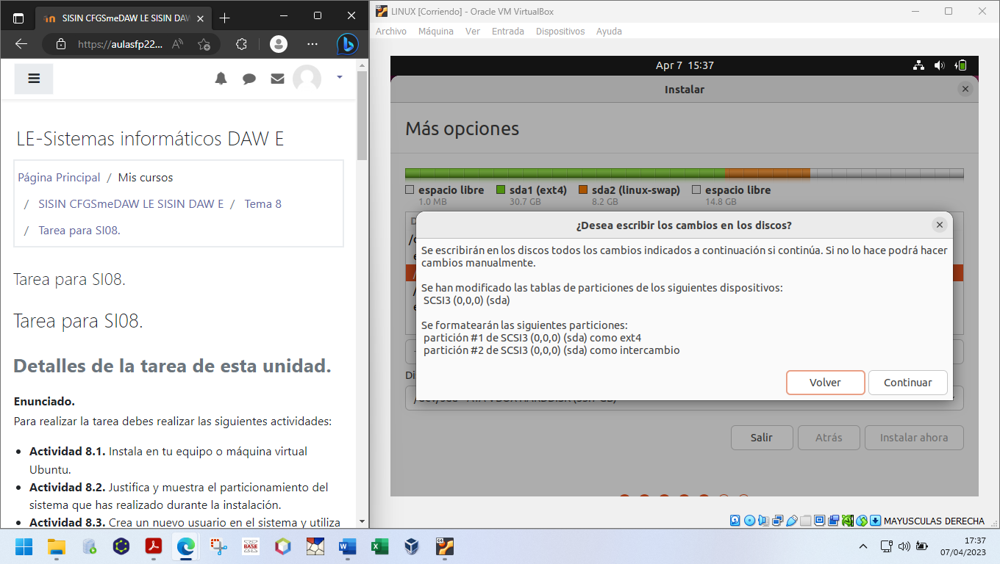 SISIN CFGSmeDAW LE SISIN DAW
https://aulasfp22...
LE-Sistemas informáticos DAW E
Página Principal / Mis cursos
/ SISIN CFGSmeDAW LE SISIN DAW E / Tema 8
/ Tarea para SI08.
Tarea para SI08.
Tarea para SI08.
Detalles de la tarea de esta unidad.
Enunciado.
Para realizar la tarea debes realizar las siguientes actividades:
Actividad 8.1. Instala en tu equipo o máquina virtual
Ubuntu.
Actividad 8.2. Justifica y muestra el particionamiento del
sistema que has realizado durante la instalación.
Actividad 8.3. Crea un nuevo usuario en el sistema y utiliza
LINUX [Corriendo] - Oracle VM VirtualBox
Archivo Máquina Ver Entrada Dispositivos Ayuda
Apr 7 15:37
Instalar
Más opciones
espacio libre sda1 (ext4) sda2 (linux-swap) espacio libre
1.0 MB 30.7 GB 8.2 GB 14.8 GB
¿Desea escribir los cambios en los discos?
Se escribirán en los discos todos los cambios indicados a continuación si continúa. Si no lo hace podrá hacer
cambios manualmente.
Se han modificado las tablas de particiones de los siguientes dispositivos:
SCSI3 (0,0,0) (sda)
Se formatearán las siguientes particiones:
partición #1 de SCSI3 (0,0,0) (sda) como ext4
partición #2 de SCSI3 (0,0,0) (sda) como intercambio
Volver Continuar
Salir Atrás Instalar ahora
MAYUSCULAS DERECHA
BASE
64
17:37
07/04/2023